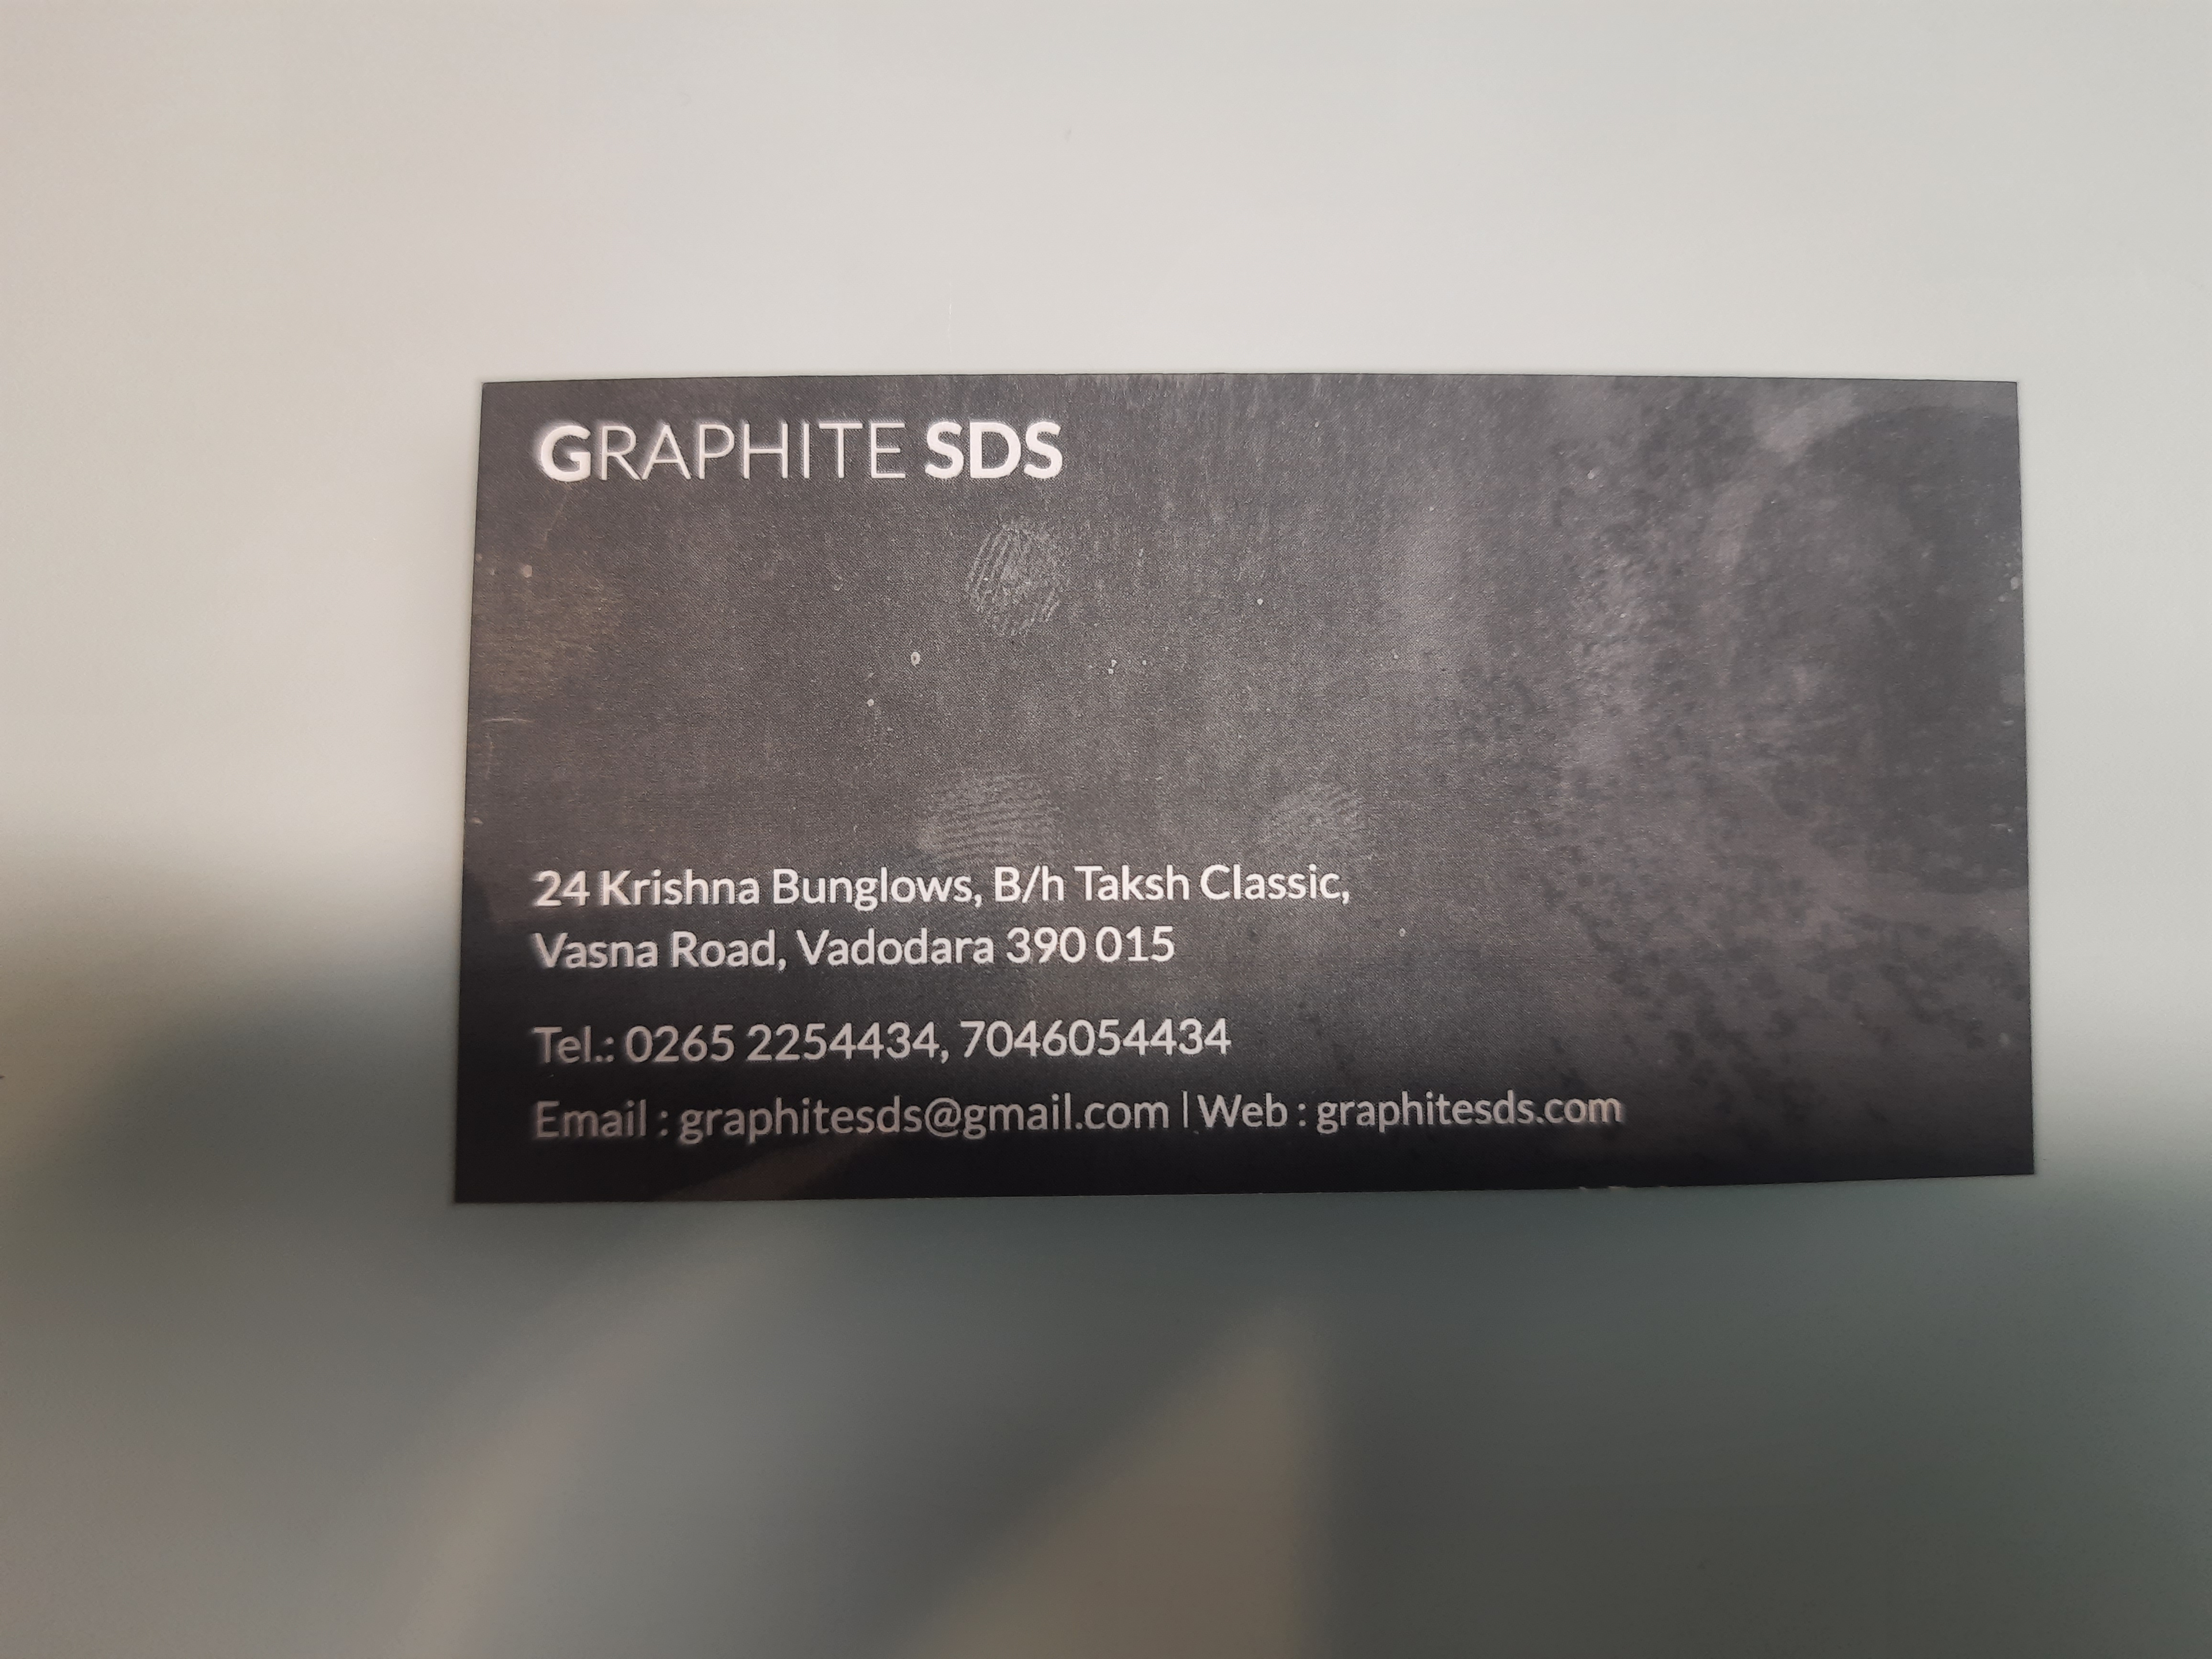 GRAPHITE SDS
24 Krishna Bunglows, B/h Taksh Classic,
Vasna Road, Vadodara 390 015
Tel.: 0265 2254434, 7046054434
Email : graphitesds@gmail.com | Web : graphitesds.com